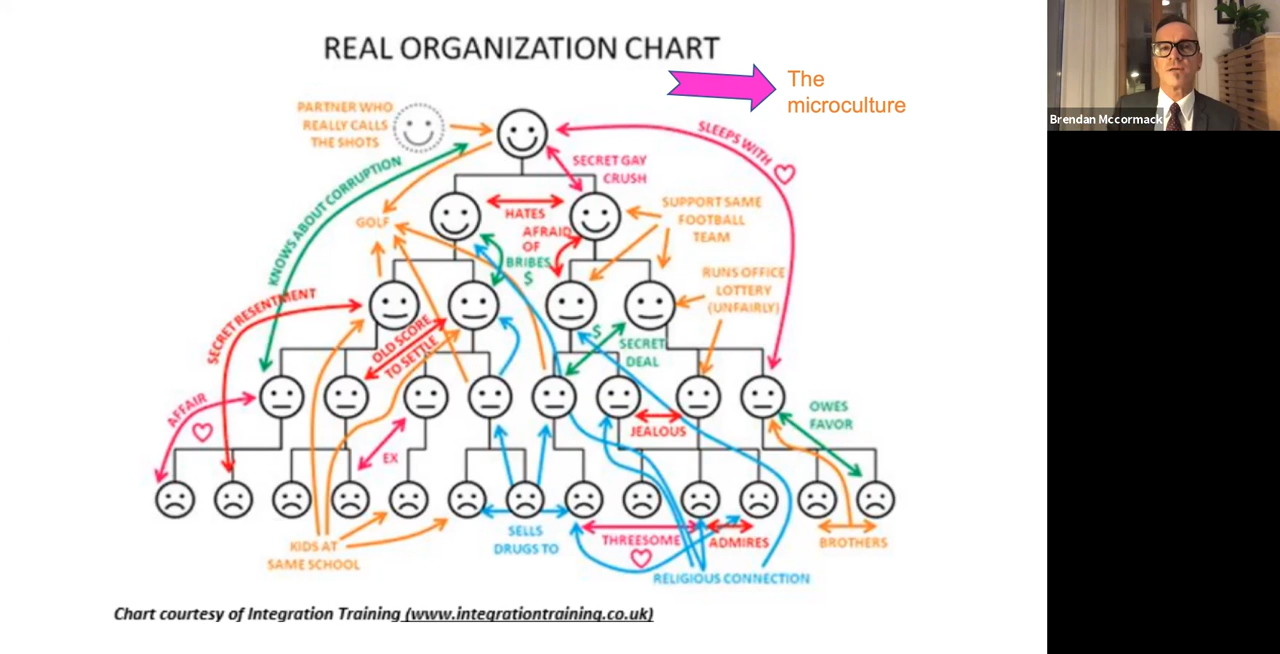 REAL ORGANIZATION CHART
The
microculture
Brendan Mccormack
PARTNER WHO
REALLY CALLS
THE SHOTS
SLEEPS WITH
SECRET GAY
CRUSH
KNOWS ABOUT CORRUPTION
GOLF
HATES
AFRAID
OF
BRIBES
$
SUPPORT SAME
FOOTBALL
TEAM
RUNS OFFICE
LOTTERY
(UNFAIRLY)
SECRET RESENTMENT
OLD SCORE
TO SETTLE
$
SECRET
DEAL
AFFAIR
JEALOUS
OWES
FAVOR
EX
KIDS AT
SAME SCHOOL
SELLS
DRUGS TO
THREESOME
ADMIRES
BROTHERS
RELIGIOUS CONNECTION
Chart courtesy of Integration Training (www.integrationtraining.co.uk)